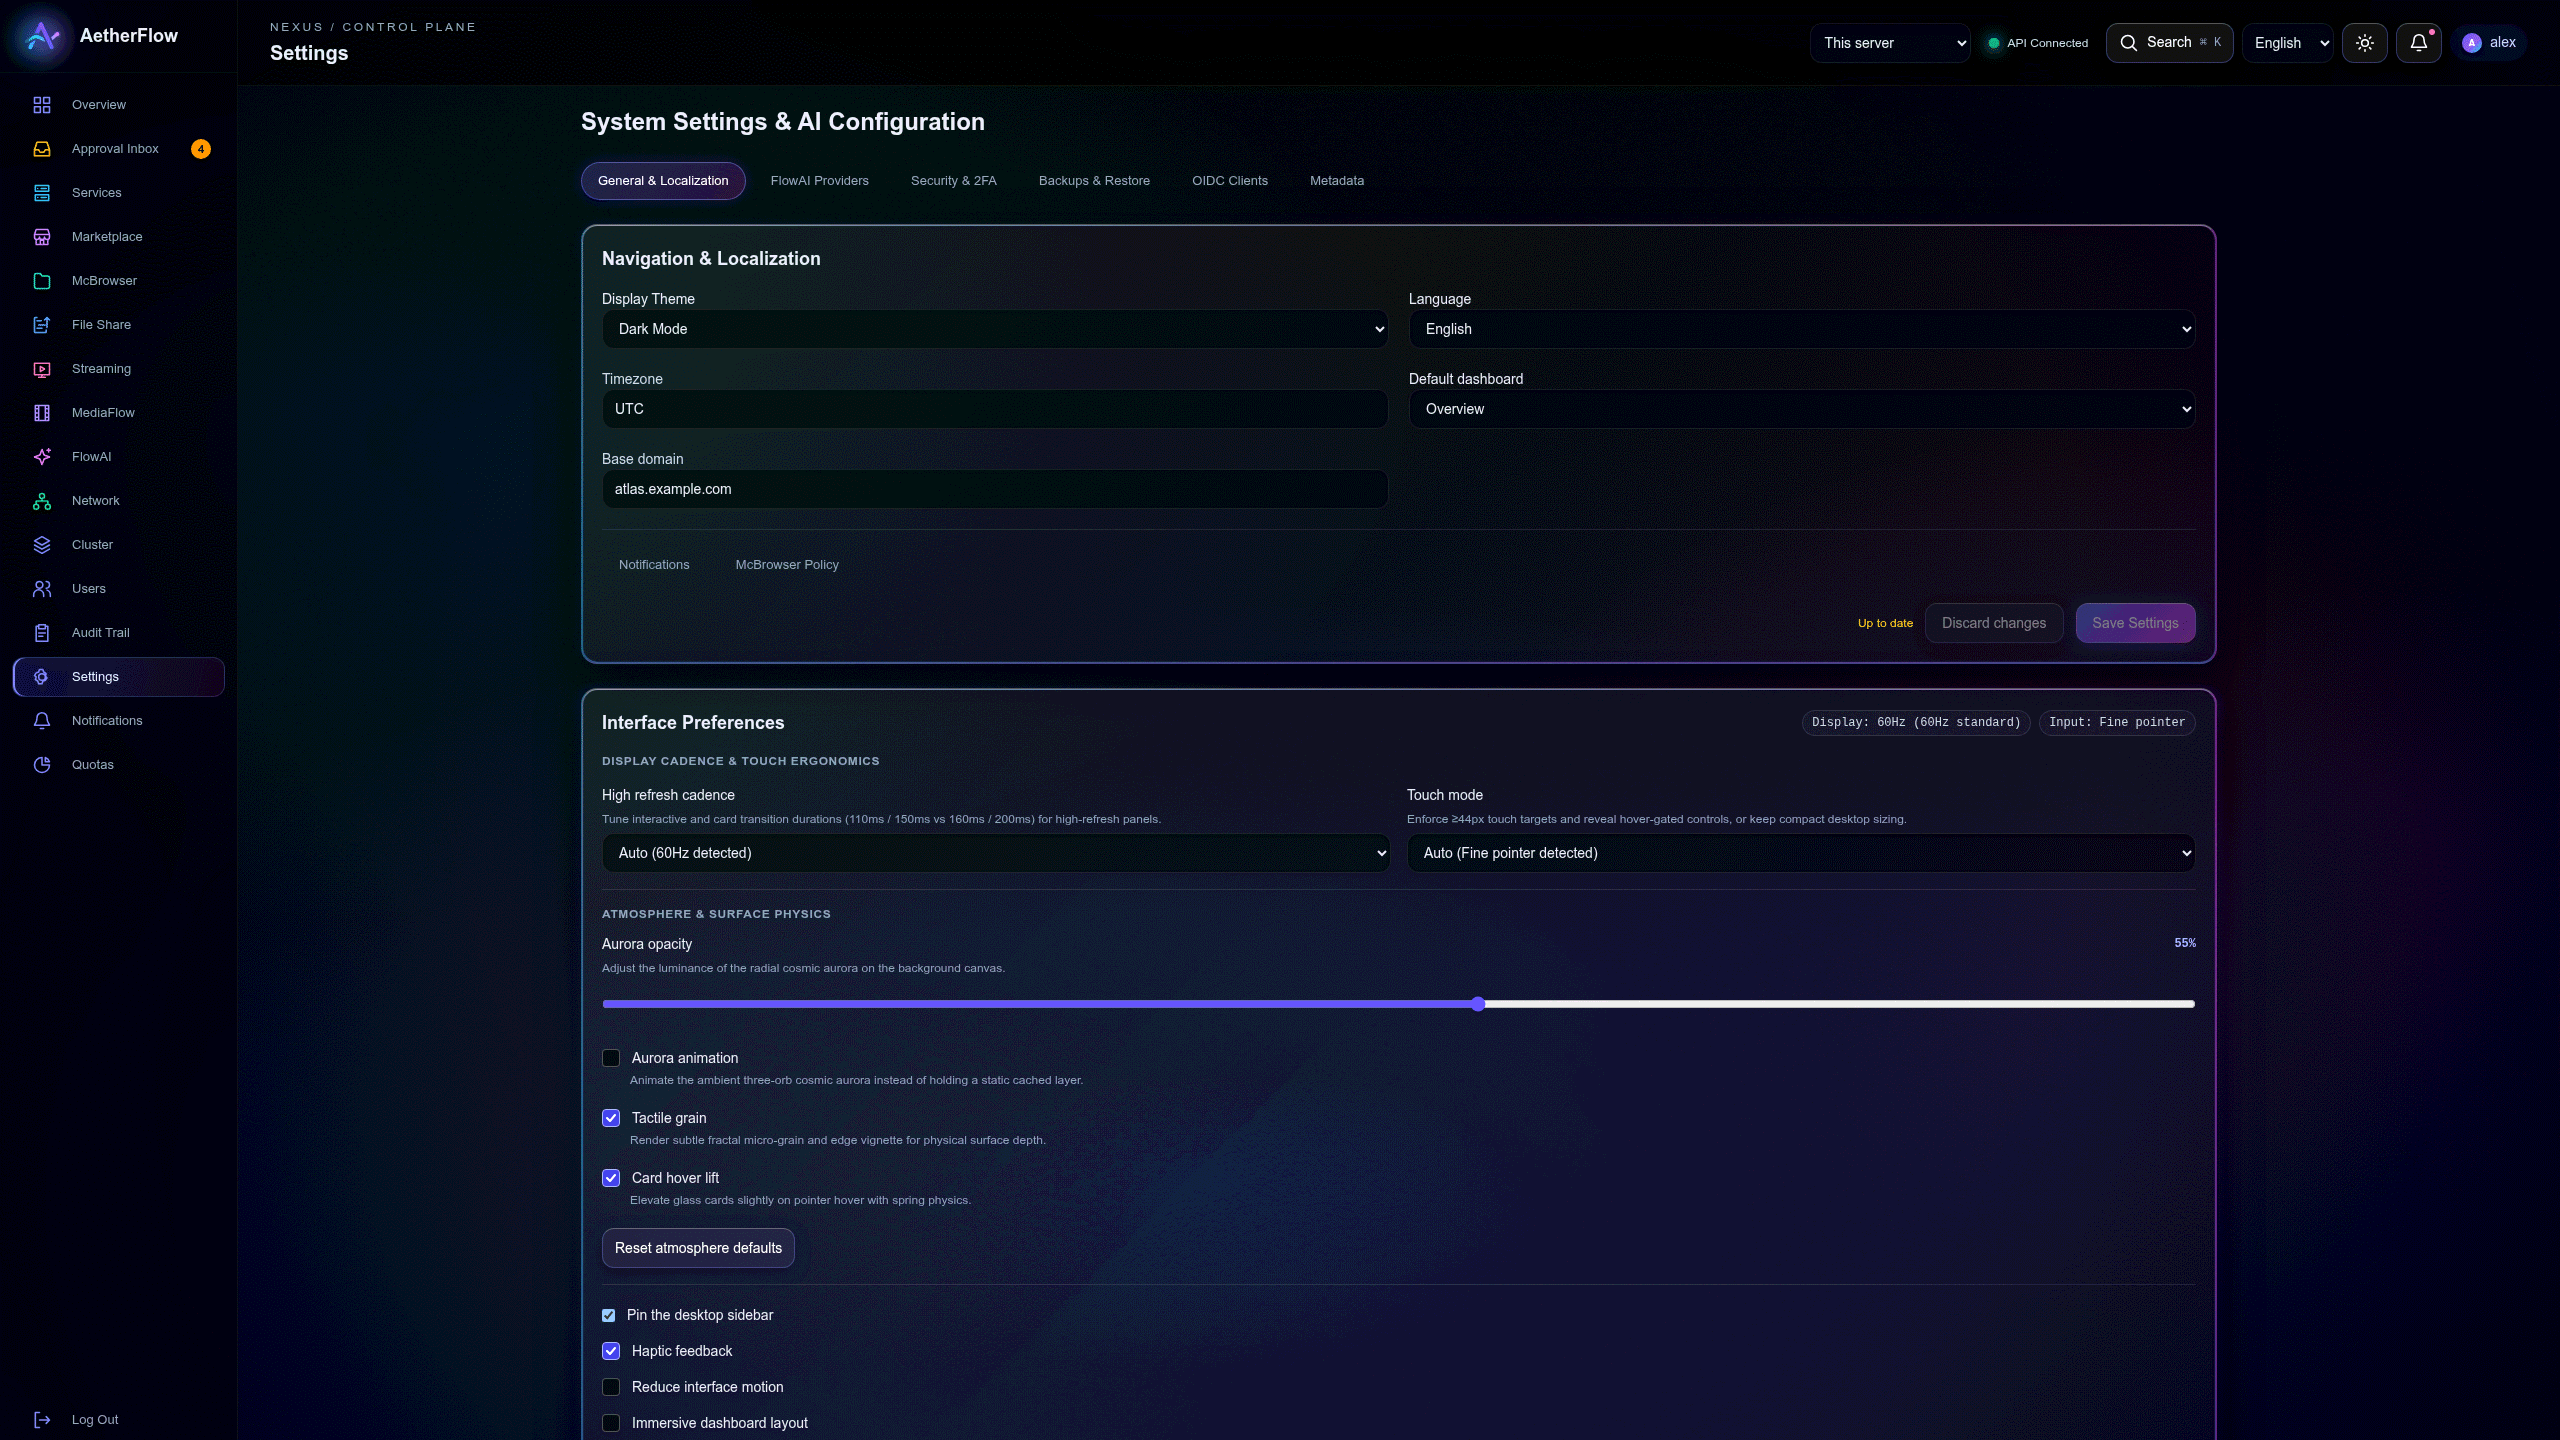 AetherFlow
NEXUS / CONTROL PLANE
Settings
This server
API Connected
Search ⌘ K
English
A alex
Overview
Approval Inbox 4
Services
Marketplace
McBrowser
File Share
Streaming
MediaFlow
FlowAI
Network
Cluster
Users
Audit Trail
Settings
Notifications
Quotas
Log Out
System Settings & AI Configuration
General & Localization FlowAI Providers Security & 2FA Backups & Restore OIDC Clients Metadata
Navigation & Localization
Display Theme
Dark Mode
Language
English
Timezone
UTC
Default dashboard
Overview
Base domain
atlas.example.com
Notifications McBrowser Policy
Up to date Discard changes Save Settings
Interface Preferences
Display: 60Hz (60Hz standard) Input: Fine pointer
DISPLAY CADENCE & TOUCH ERGONOMICS
High refresh cadence
Tune interactive and card transition durations (110ms / 150ms vs 160ms / 200ms) for high-refresh panels.
Auto (60Hz detected)
Touch mode
Enforce ≥44px touch targets and reveal hover-gated controls, or keep compact desktop sizing.
Auto (Fine pointer detected)
ATMOSPHERE & SURFACE PHYSICS
Aurora opacity 55%
Adjust the luminance of the radial cosmic aurora on the background canvas.
Aurora animation
Animate the ambient three-orb cosmic aurora instead of holding a static cached layer.
Tactile grain
Render subtle fractal micro-grain and edge vignette for physical surface depth.
Card hover lift
Elevate glass cards slightly on pointer hover with spring physics.
Reset atmosphere defaults
Pin the desktop sidebar
Haptic feedback
Reduce interface motion
Immersive dashboard layout